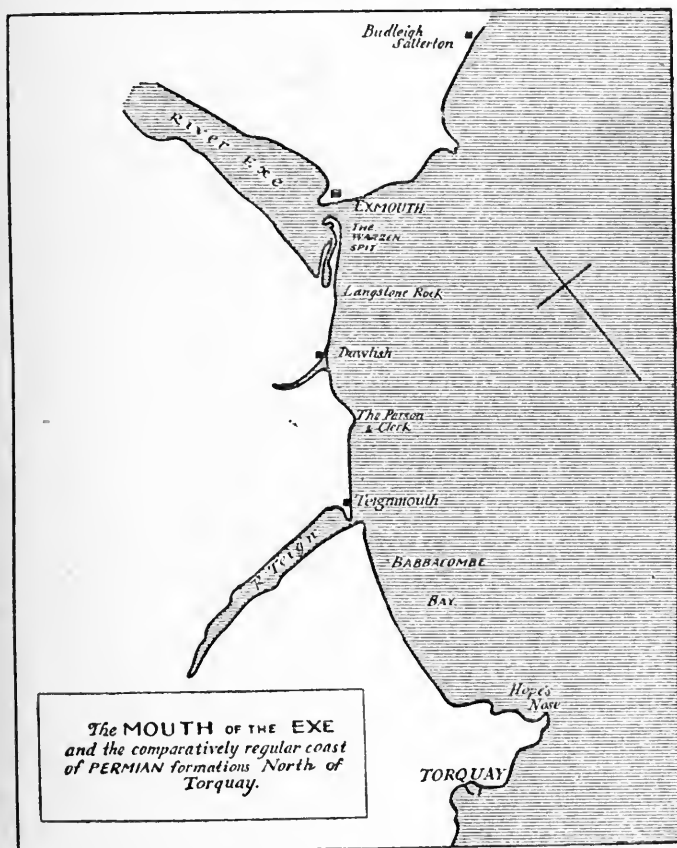 Budleigh
Salterton
River Exe
EXMOUTH
THE
WARREN
SPIT
Langstone Rock
Dawlish
The Parson
& Clerk
Teignmouth
R. Teign
BABBACOMBE
BAY
Hope's
Nose
TORQUAY
The MOUTH OF THE EXE
and the comparatively regular coast
of PERMIAN formations North of
Torquay.